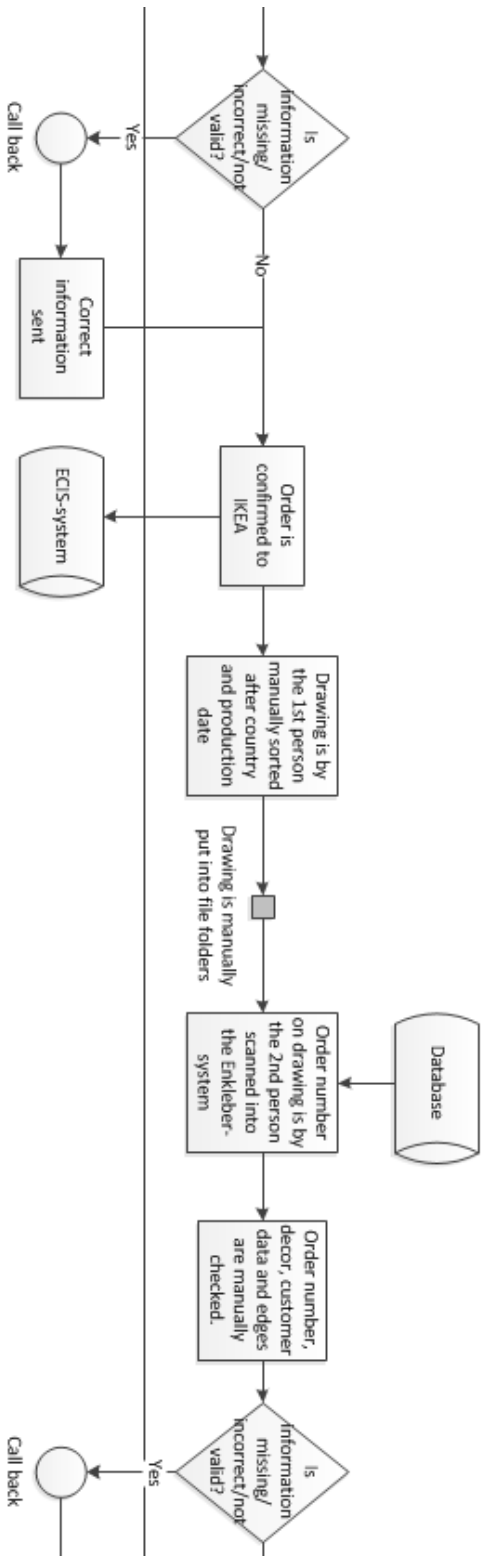 Is
information
missing/
incorrect/not
valid?
Yes
No
Call back
Correct
information
sent
Order is
confirmed to
IKEA
ECIS-system
Drawing is by
the 1st person
manually sorted
after country
and production
date
Drawing is manually
put into file folders
Database
Order number
on drawing is by
the 2nd person
scanned into
the Enkleber-
system
Order number,
decor, customer
data and edges
are manually
checked.
Is
information
missing/
incorrect/not
valid?
Yes
Call back